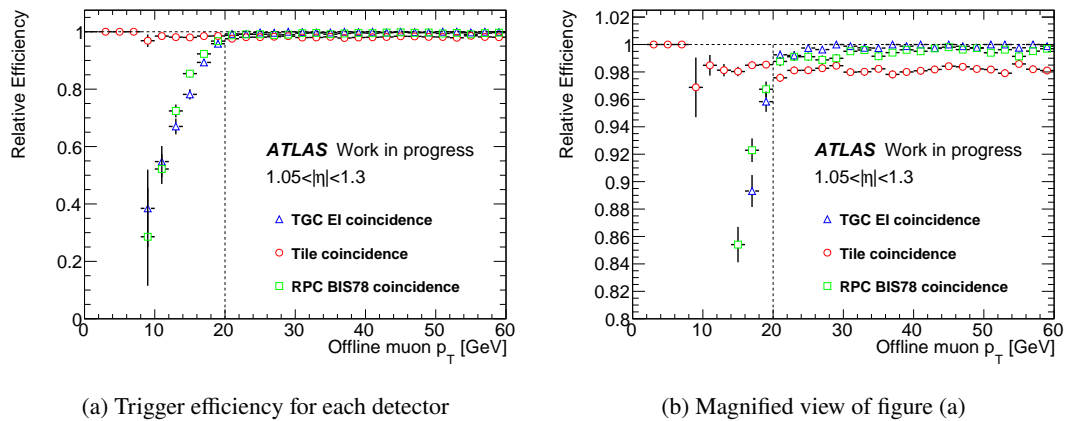 Relative Efficiency
1
0.8
0.6
0.4
0.2
0
0 10 20 30 40 50 60
Offline muon p_T [GeV]
ATLAS Work in progress
1.05<|η|<1.3
TGC EI coincidence
Tile coincidence
RPC BIS78 coincidence
(a) Trigger efficiency for each detector
Relative Efficiency
1.02
1
0.98
0.96
0.94
0.92
0.9
0.88
0.86
0.84
0.82
0.8
0 10 20 30 40 50 60
Offline muon p_T [GeV]
ATLAS Work in progress
1.05<|η|<1.3
TGC EI coincidence
Tile coincidence
RPC BIS78 coincidence
(b) Magnified view of figure (a)